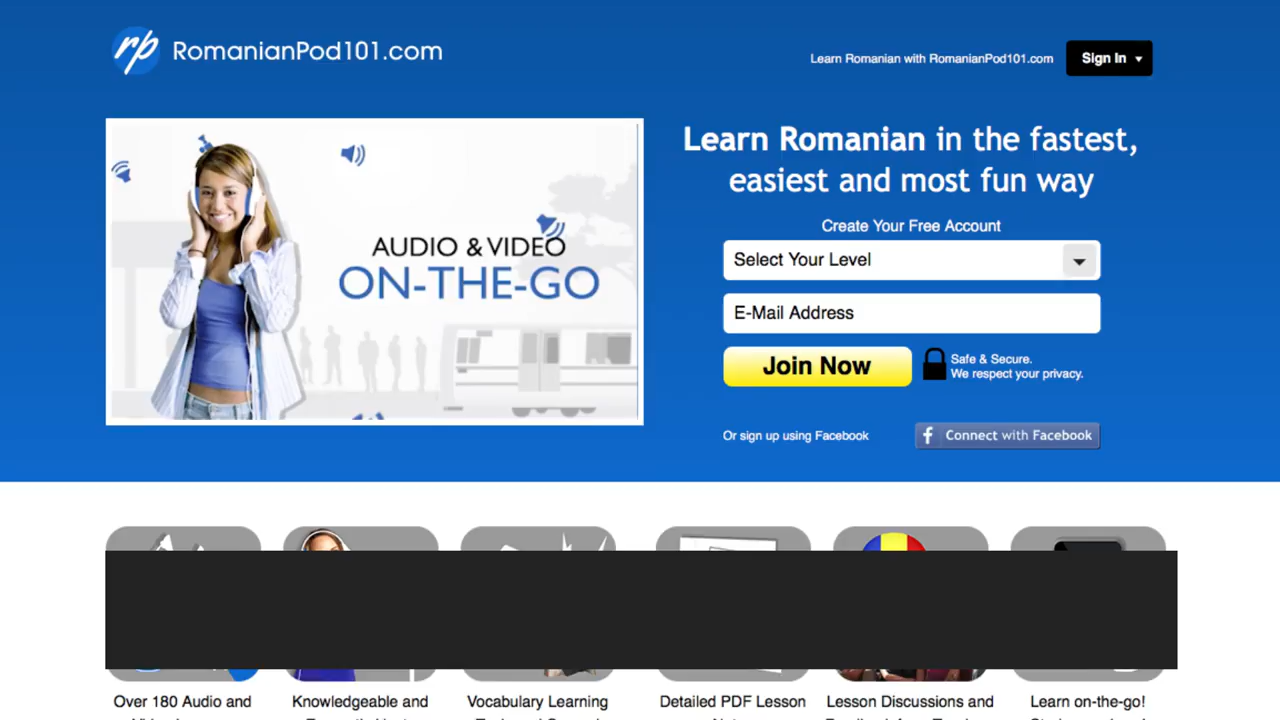 rp RomanianPod101.com
Learn Romanian with RomanianPod101.com
Sign In
AUDIO & VIDEO
ON-THE-GO
Learn Romanian in the fastest,
easiest and most fun way
Create Your Free Account
Select Your Level
E-Mail Address
Join Now
Safe & Secure.
We respect your privacy.
Or sign up using Facebook
f Connect with Facebook
Over 180 Audio and
Knowledgeable and
Vocabulary Learning
Detailed PDF Lesson
Lesson Discussions and
Learn on-the-go!